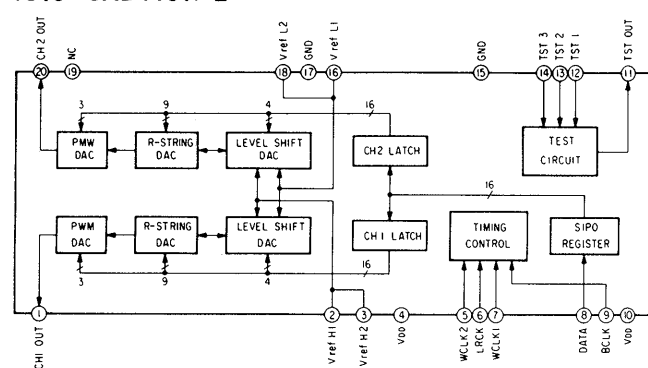 CH 2 OUT
NC
Vref L2
GND
Vref L1
GND
TST 3
TST 2
TST 1
TST OUT
20
19
18
17
16
15
14
13
12
11
3
9
4
16
PMW
DAC
R-STRING
DAC
LEVEL SHIFT
DAC
CH2 LATCH
TEST
CIRCUIT
16
PWM
DAC
R-STRING
DAC
LEVEL SHIFT
DAC
CH1 LATCH
TIMING
CONTROL
SIPO
REGISTER
3
9
4
16
1
2
3
4
5
6
7
8
9
10
CH1 OUT
Vref H1
Vref H2
VDD
WCLK2
LRCK
WCLK1
DATA
BCLK
VDD